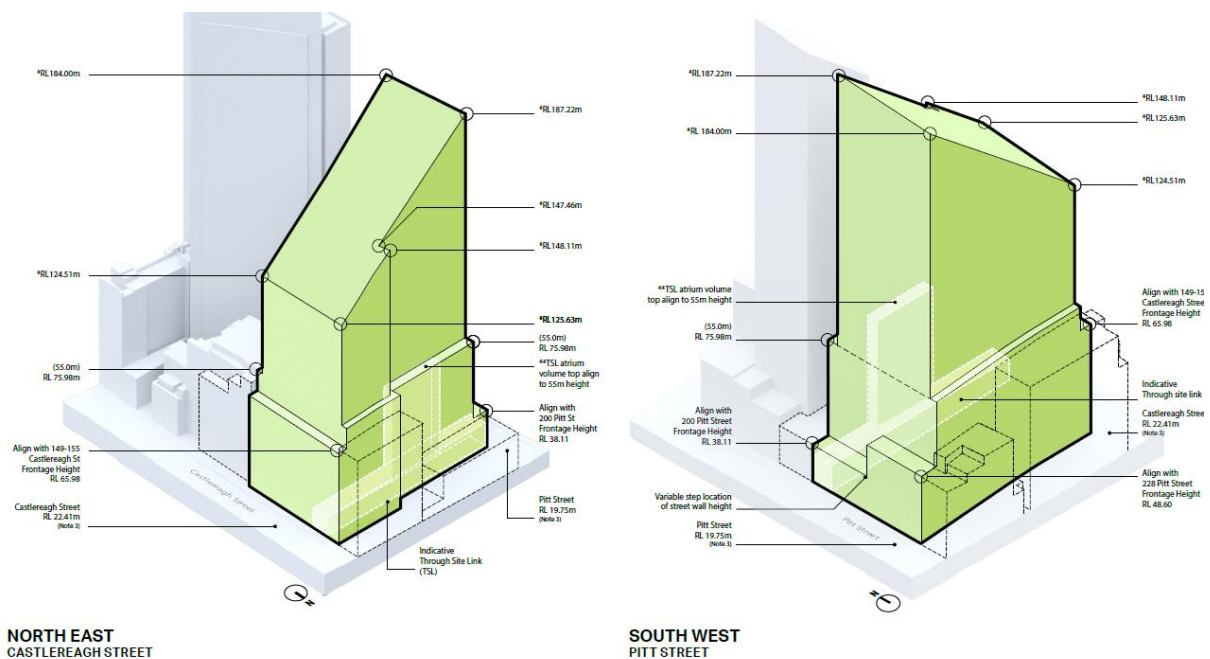 *RL184.00m
*RL187.22m
*RL147.46m
*RL148.11m
*RL124.51m
*RL125.63m
(55.0m)
RL 75.98m
**TSL atrium
volume top align
to 55m height
(55.0m)
RL 75.98m
Align with
200 Pitt St
Frontage Height
RL 38.11
Align with 149-155
Castlereagh St
Frontage Height
RL 65.98
Castlereagh Street
Castlereagh Street
RL 22.41m
(Note 3)
Pitt Street
RL 19.75m
(Note 3)
Indicative
Through Site Link
(TSL)
N
NORTH EAST
CASTLEREAGH STREET
*RL187.22m
*RL148.11m
*RL125.63m
*RL 184.00m
*RL124.51m
**TSL atrium volume
top align to 55m height
Align with 149-15
Castlereagh Street
Frontage Height
RL 65.98
(55.0m)
RL 75.98m
Indicative
Through site link
Align with
200 Pitt Street
Frontage Height
RL 38.11
Castlereagh Street
RL 22.41m
(Note 3)
Align with
228 Pitt Street
Frontage Height
RL 48.60
Variable step location
of street wall height
Pitt Street
Pitt Street
RL 19.75m
(Note 3)
N
SOUTH WEST
PITT STREET